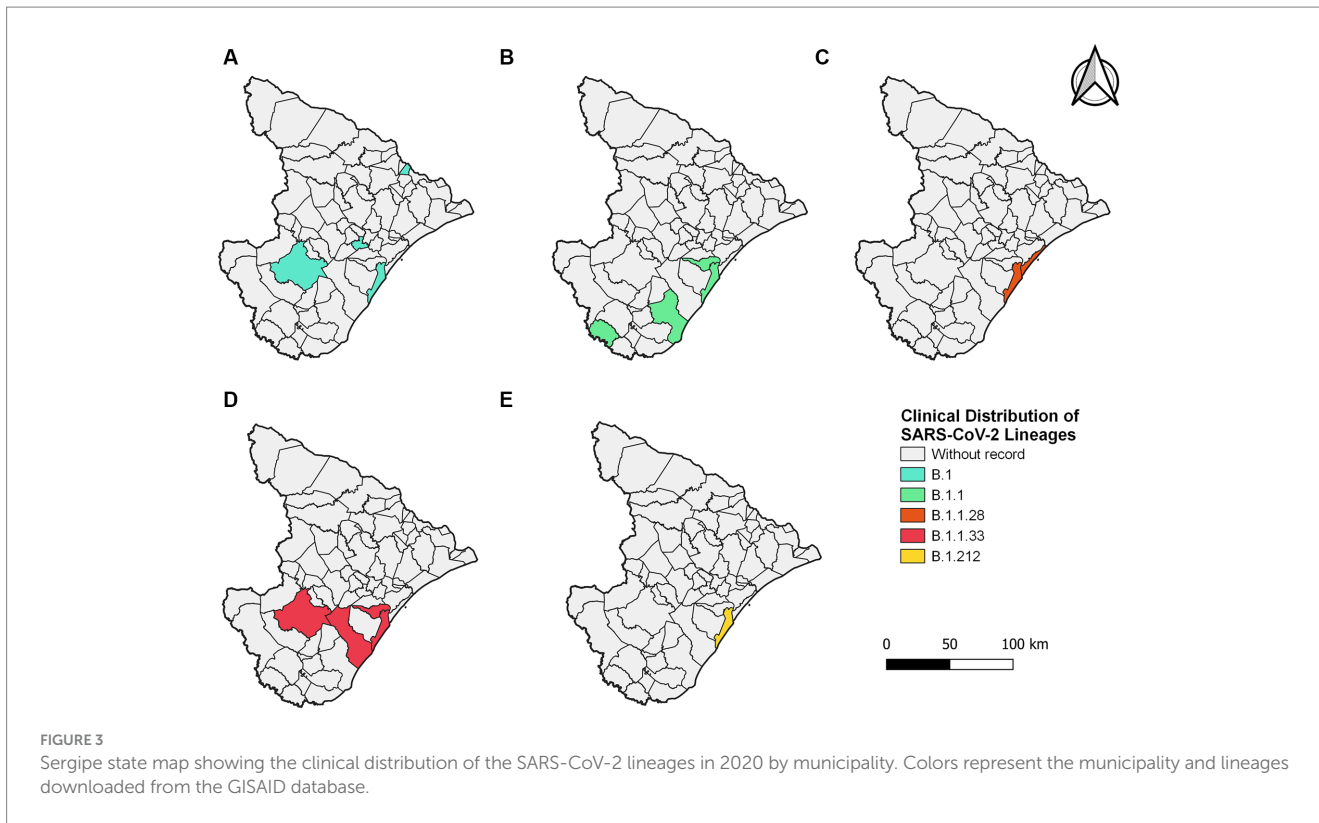 A
B
C
D
E
Clinical Distribution of
SARS-CoV-2 Lineages
Without record
B.1
B.1.1
B.1.1.28
B.1.1.33
B.1.212
0 50 100 km
FIGURE 3
Sergipe state map showing the clinical distribution of the SARS-CoV-2 lineages in 2020 by municipality. Colors represent the municipality and lineages
downloaded from the GISAID database.